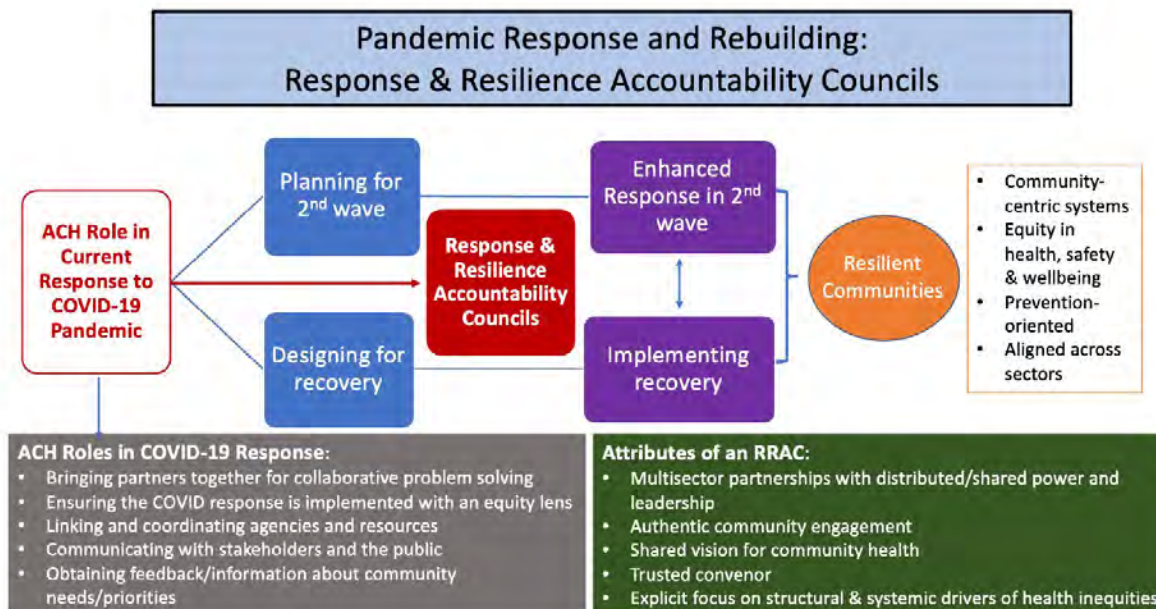 Pandemic Response and Rebuilding:
Response & Resilience Accountability Councils
ACH Role in
Current
Response to
COVID-19
Pandemic
Planning for
2nd wave
Designing for
recovery
Response &
Resilience
Accountability
Councils
Enhanced
Response in 2nd
wave
Implementing
recovery
Resilient
Communities
• Community-
centric systems
• Equity in
health, safety
& wellbeing
• Prevention-
oriented
• Aligned across
sectors
ACH Roles in COVID-19 Response:
• Bringing partners together for collaborative problem solving
• Ensuring the COVID response is implemented with an equity lens
• Linking and coordinating agencies and resources
• Communicating with stakeholders and the public
• Obtaining feedback/information about community
needs/priorities
Attributes of an RRAC:
• Multisector partnerships with distributed/shared power and
leadership
• Authentic community engagement
• Shared vision for community health
• Trusted convenor
• Explicit focus on structural & systemic drivers of health inequities